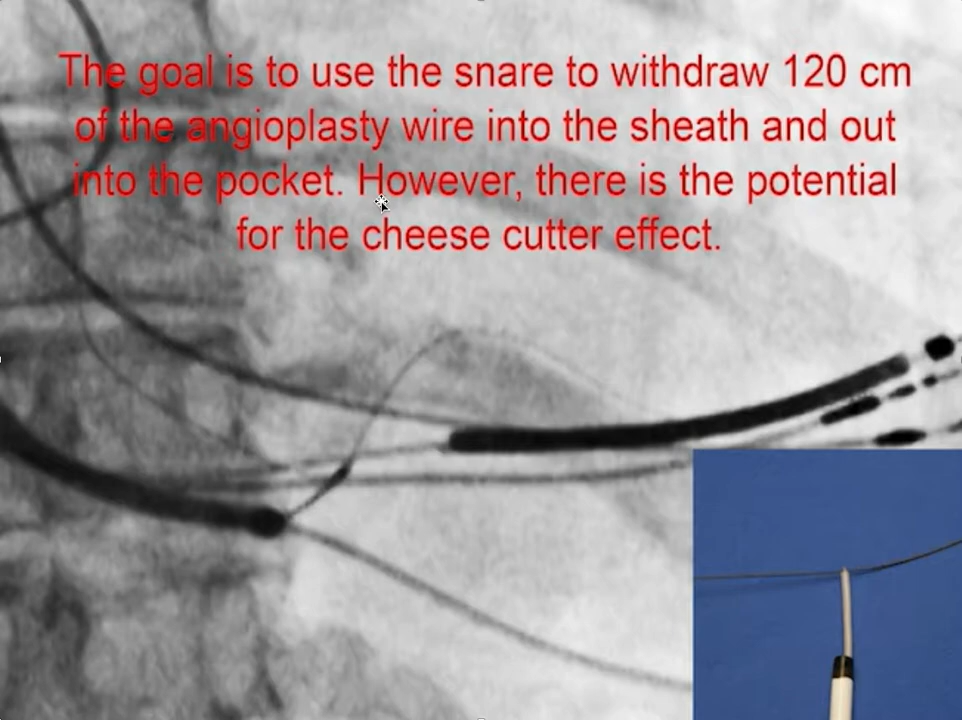 The goal is to use the snare to withdraw 120 cm
of the angioplasty wire into the sheath and out
into the pocket. However, there is the potential
for the cheese cutter effect.